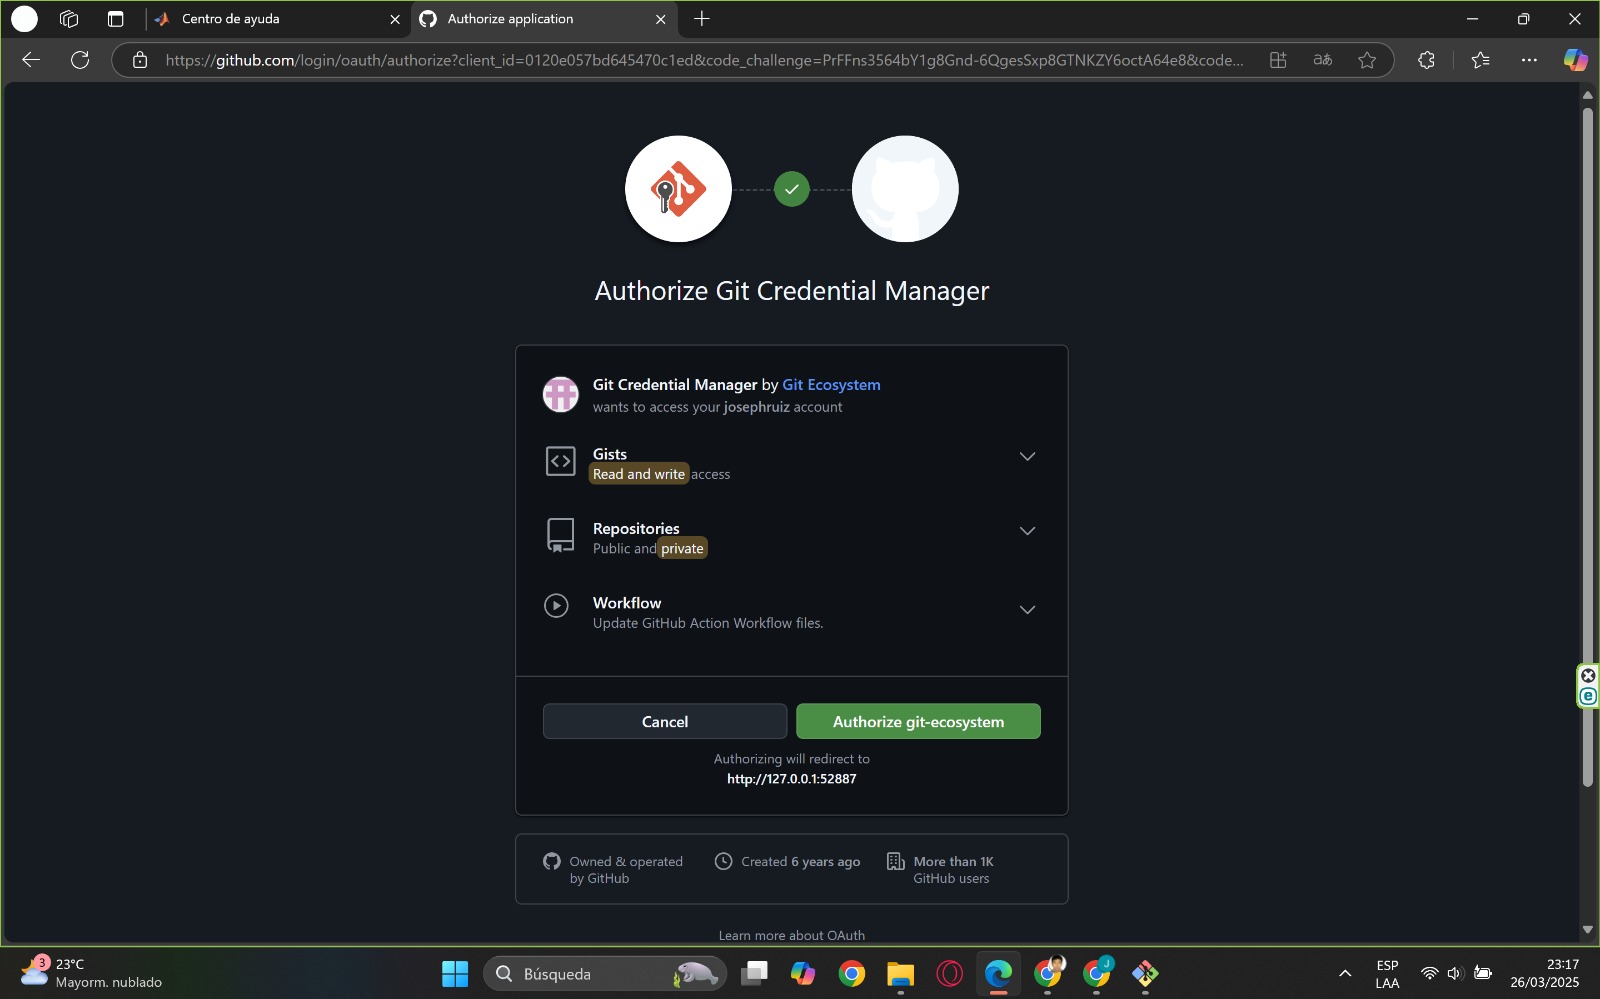 Centro de ayuda
Authorize application
https://github.com/login/oauth/authorize?client_id=0120e057bd645470c1ed&code_challenge=PrFFns3564bY1g8Gnd-6QgesSxp8GTNKZY6octA64e8&code...
aあ
Authorize Git Credential Manager
Git Credential Manager by Git Ecosystem
wants to access your josephruiz account
Gists
Read and write access
Repositories
Public and private
Workflow
Update GitHub Action Workflow files.
Cancel
Authorize git-ecosystem
Authorizing will redirect to
http://127.0.0.1:52887
Owned & operated
by GitHub
Created 6 years ago
More than 1K
GitHub users
Learn more about OAuth
3
23°C
Mayorm. nublado
Búsqueda
J
ESP
LAA
23:17
26/03/2025